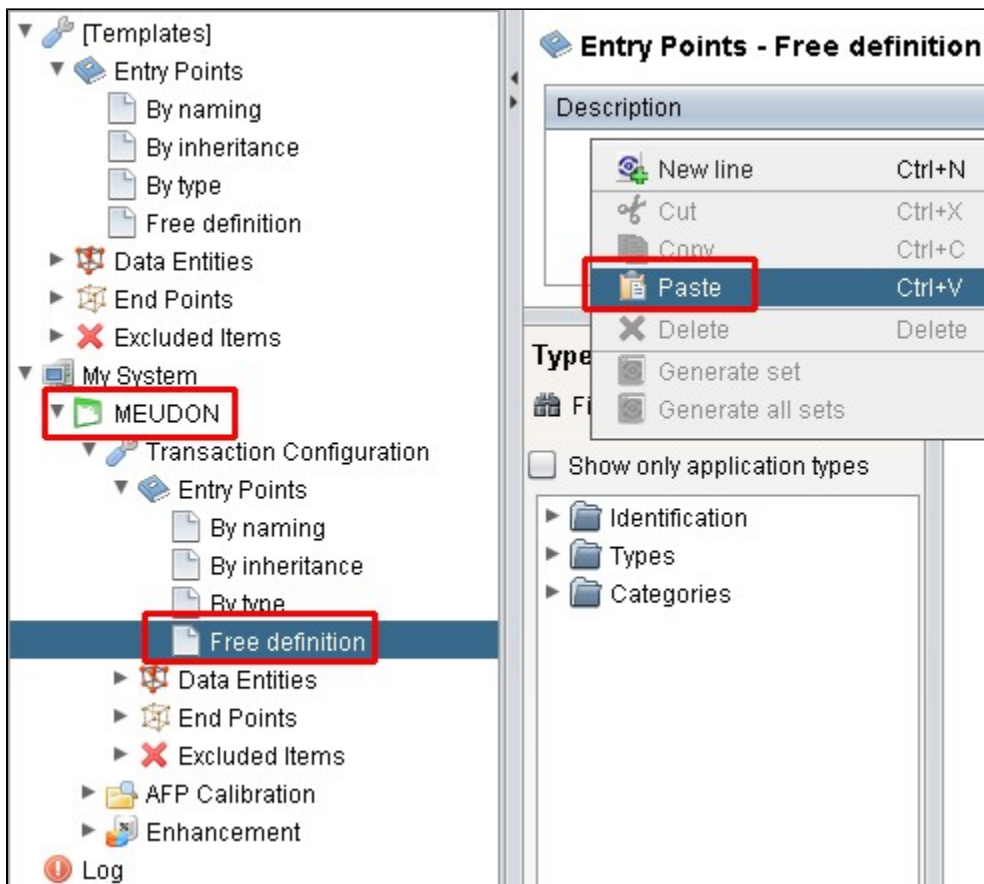 [Templates]
Entry Points
By naming
By inheritance
By type
Free definition
Data Entities
End Points
Excluded Items
My System
MEUDON
Transaction Configuration
Entry Points
By naming
By inheritance
By type
Free definition
Data Entities
End Points
Excluded Items
AFP Calibration
Enhancement
Log
Entry Points - Free definition
Description
New line Ctrl+N
Cut Ctrl+X
Copy Ctrl+C
Paste Ctrl+V
Delete Delete
Generate set
Generate all sets
Type
Fi
Show only application types
Identification
Types
Categories